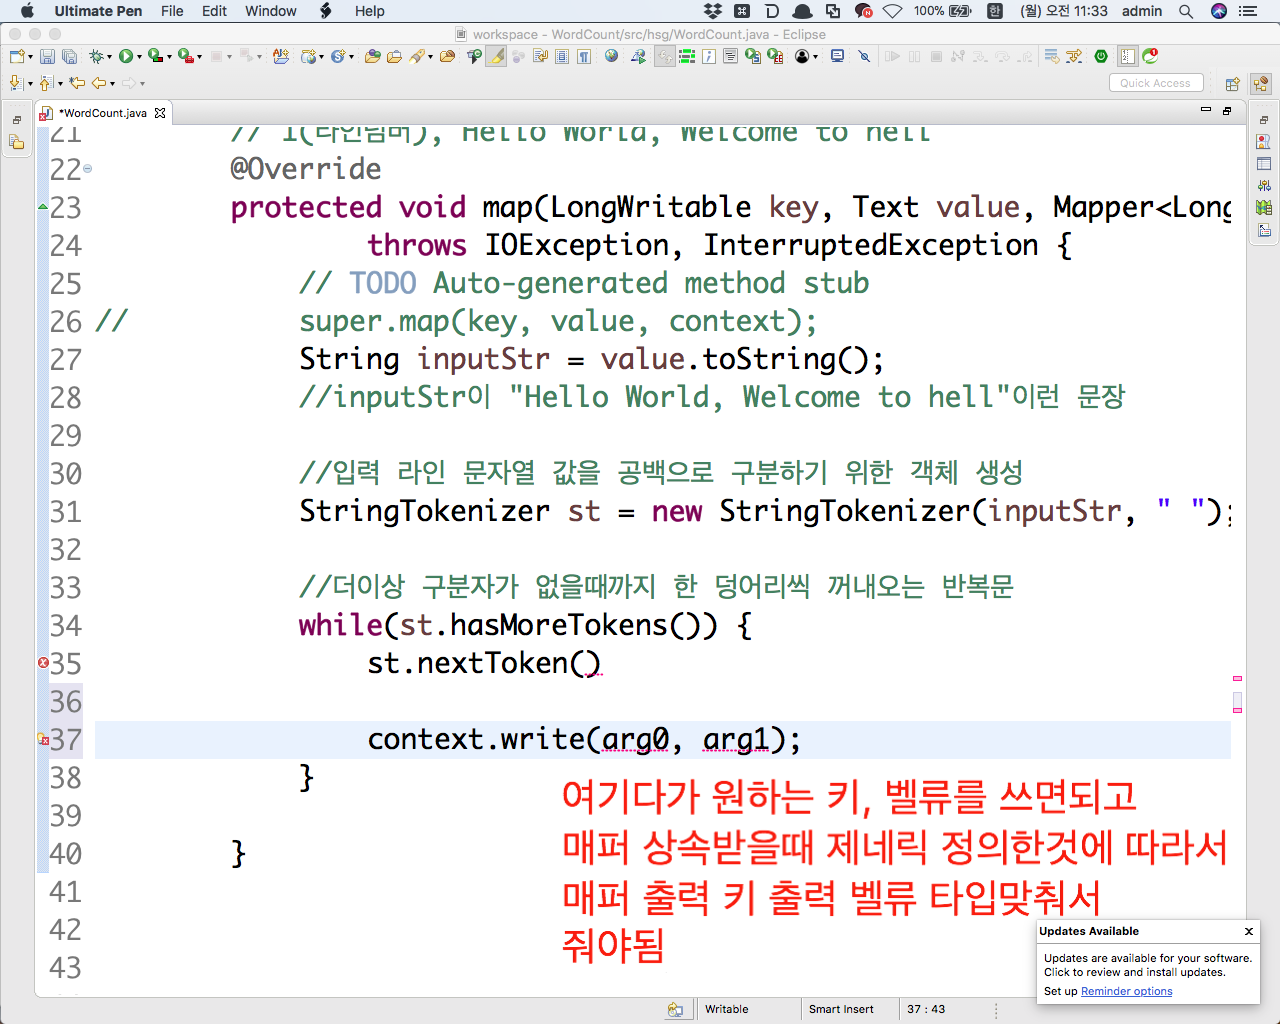 Ultimate Pen File Edit Window Help 100% 한 (월) 오전 11:33 admin
workspace - WordCount/src/hsg/WordCount.java - Eclipse
Quick Access
*WordCount.java
21 // 1(라인넘버), Hello World, Welcome to hell
22 @Override
23 protected void map(LongWritable key, Text value, Mapper<Long
24 throws IOException, InterruptedException {
25 // TODO Auto-generated method stub
26 // super.map(key, value, context);
27 String inputStr = value.toString();
28 //inputStr이 "Hello World, Welcome to hell"이런 문장
29
30 //입력 라인 문자열 값을 공백으로 구분하기 위한 객체 생성
31 StringTokenizer st = new StringTokenizer(inputStr, " ");
32
33 //더이상 구분자가 없을때까지 한 덩어리씩 꺼내오는 반복문
34 while(st.hasMoreTokens()) {
35 st.nextToken()
36
37 context.write(arg0, arg1);
38 }
39
40 }
41
42
43
여기다가 원하는 키, 벨류를 쓰면되고
매퍼 상속받을때 제네릭 정의한것에 따라서
매퍼 출력 키 출력 벨류 타입맞춰서
줘야됨
Updates Available x
Updates are available for your software.
Click to review and install updates.
Set up Reminder options
Writable Smart Insert 37 : 43